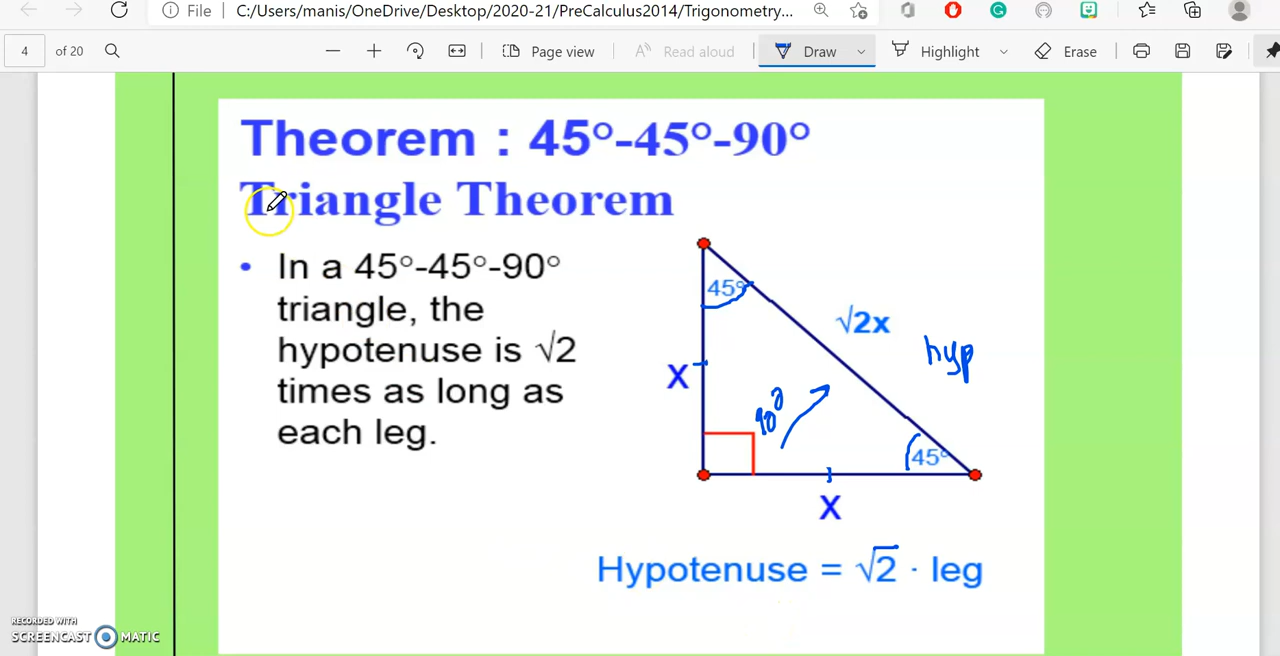 File
C:/Users/manis/OneDrive/Desktop/2020-21/PreCalculus2014/Trigonometry...
4 of 20
Page view
Read aloud
Draw
Highlight
Erase
Theorem : 45°-45°-90°
Triangle Theorem
• In a 45°-45°-90°
triangle, the
hypotenuse is √2
times as long as
each leg.
45°
√2x
hyp
X
90°
45°
X
Hypotenuse = √2 · leg
RECORDED WITH
SCREENCAST MATIC